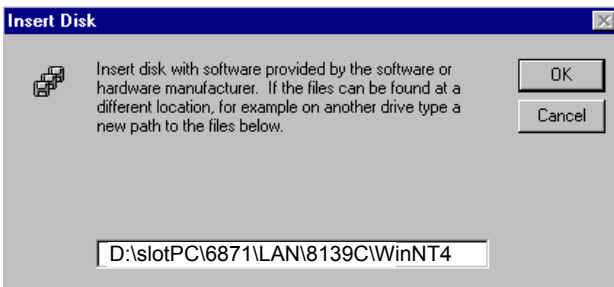 Insert Disk
Insert disk with software provided by the software or
hardware manufacturer.  If the files can be found at a
different location, for example on another drive type a
new path to the files below.
OK
Cancel
D:\slotPC\6871\LAN\8139C\WinNT4